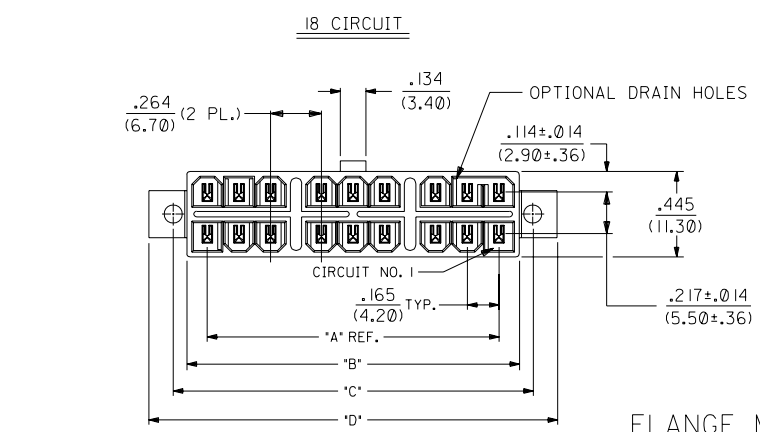 18 CIRCUIT
.134
(3.40)
OPTIONAL DRAIN HOLES
.264
(6.70)
(2 PL.)
.114±.014
(2.90±.36)
.445
(11.30)
CIRCUIT NO. 1
.165
(4.20)
TYP.
.217±.014
(5.50±.36)
"A" REF.
"B"
"C"
"D"
FLANGE M